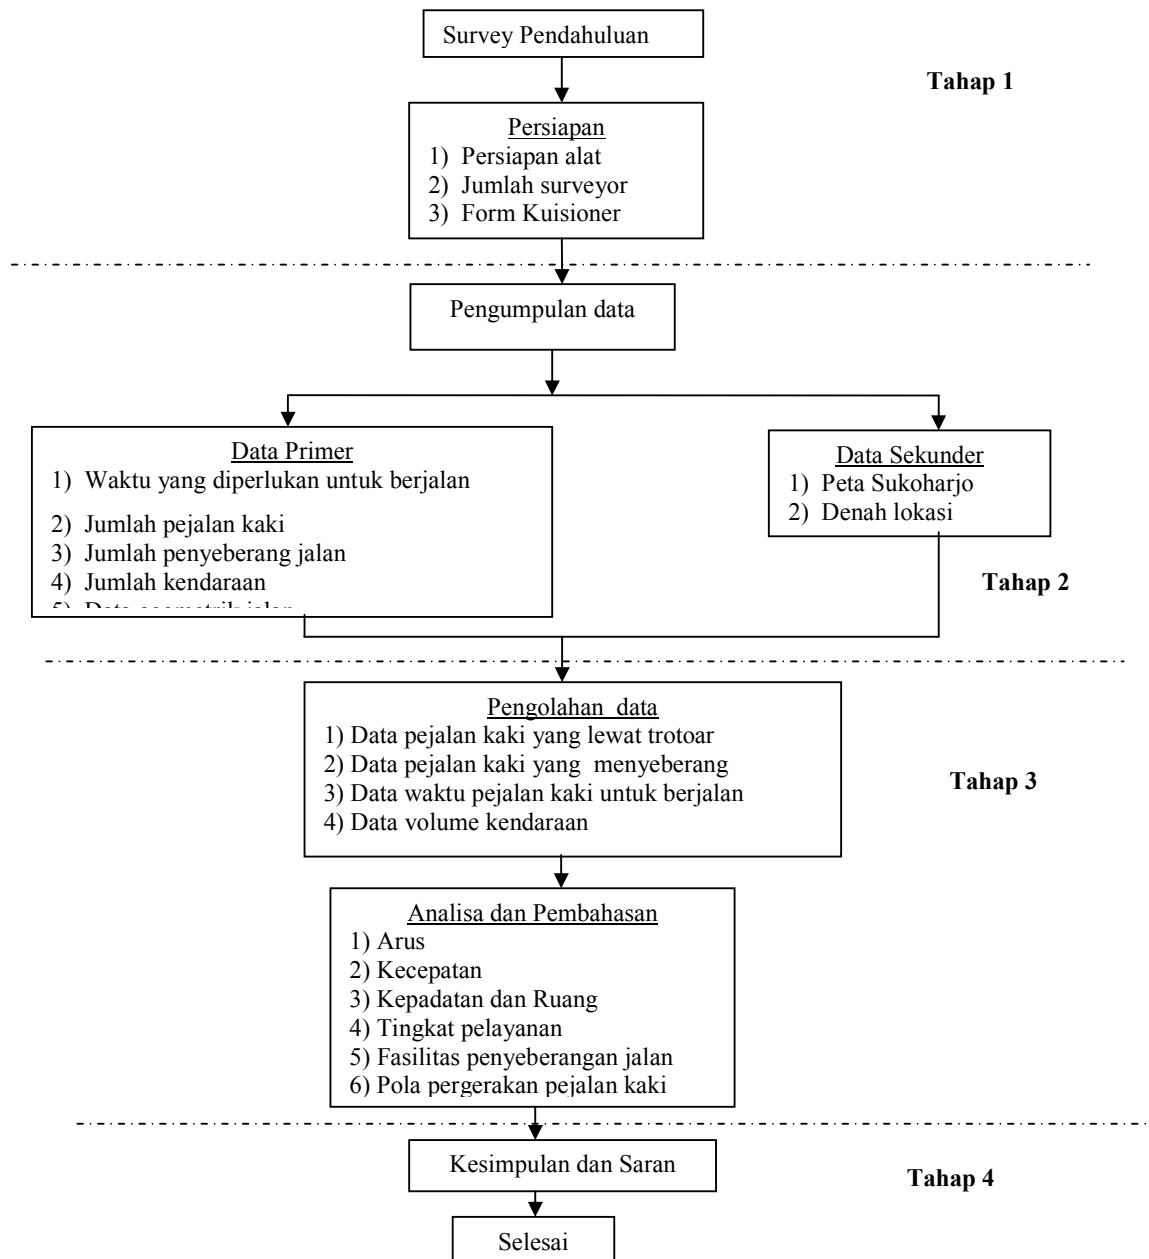 Survey Pendahuluan
Tahap 1
Persiapan
1) Persiapan alat
2) Jumlah surveyor
3) Form Kuisioner
Pengumpulan data
Data Primer
1) Waktu yang diperlukan untuk berjalan
2) Jumlah pejalan kaki
3) Jumlah penyeberang jalan
4) Jumlah kendaraan
5) Data geometrik jalan
Data Sekunder
1) Peta Sukoharjo
2) Denah lokasi
Tahap 2
Pengolahan data
1) Data pejalan kaki yang lewat trotoar
2) Data pejalan kaki yang menyeberang
3) Data waktu pejalan kaki untuk berjalan
4) Data volume kendaraan
Tahap 3
Analisa dan Pembahasan
1) Arus
2) Kecepatan
3) Kepadatan dan Ruang
4) Tingkat pelayanan
5) Fasilitas penyeberangan jalan
6) Pola pergerakan pejalan kaki
Kesimpulan dan Saran
Tahap 4
Selesai